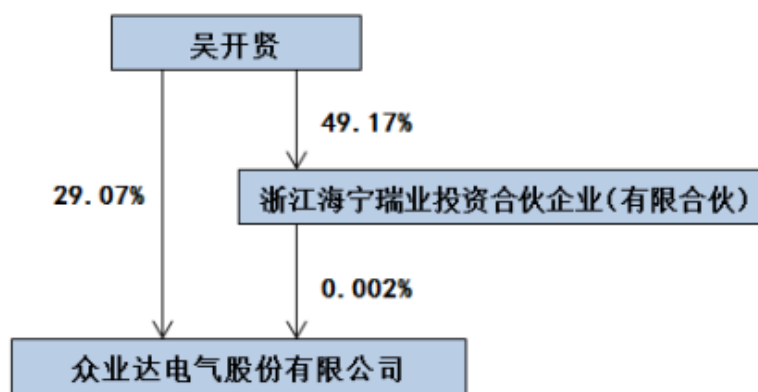 吴开贤
49.17%
29.07%
浙江海宁瑞业投资合伙企业(有限合伙)
0.002%
众业达电气股份有限公司